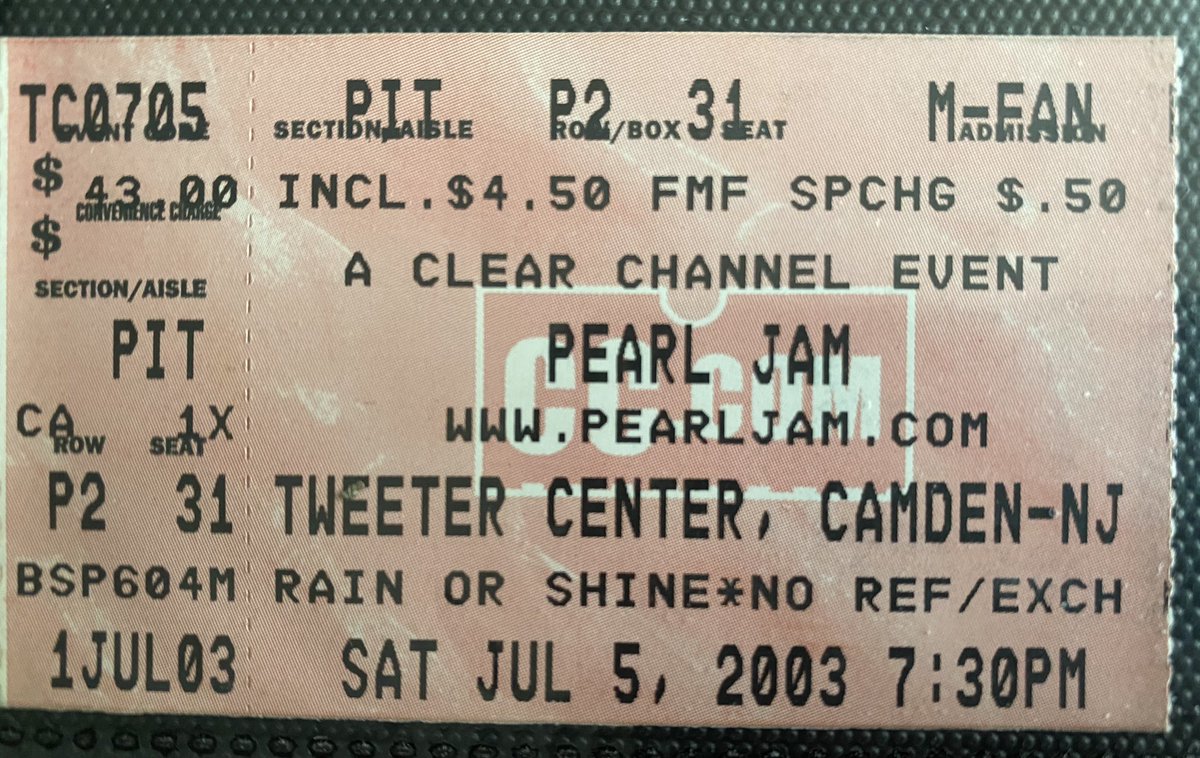 TC0705 PIT P2 31 M-FAN
EVENT CODE SECTION/AISLE ROW/BOX SEAT ADMISSION
$ 43.00 INCL.$4.50 FMF SPCHG $.50
CONVENIENCE CHARGE
$
A CLEAR CHANNEL EVENT
SECTION/AISLE
PIT PEARL JAM
CC.COM
CA 1X WWW.PEARLJAM.COM
ROW SEAT
P2 31 TWEETER CENTER, CAMDEN-NJ
BSP604M RAIN OR SHINE*NO REF/EXCH
1JUL03 SAT JUL 5, 2003 7:30PM